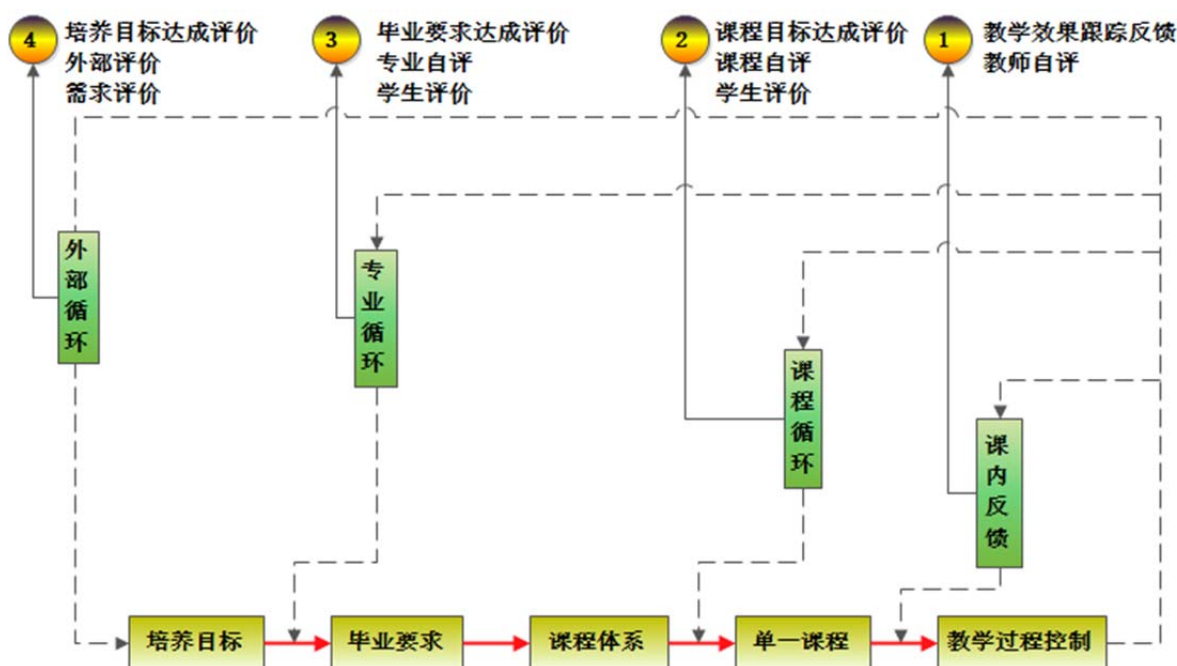 4
培养目标达成评价
外部评价
需求评价
3
毕业要求达成评价
专业自评
学生评价
2
课程目标达成评价
课程自评
学生评价
1
教学效果跟踪反馈
教师自评
外部循环
专业循环
课程循环
课内反馈
培养目标
毕业要求
课程体系
单一课程
教学过程控制